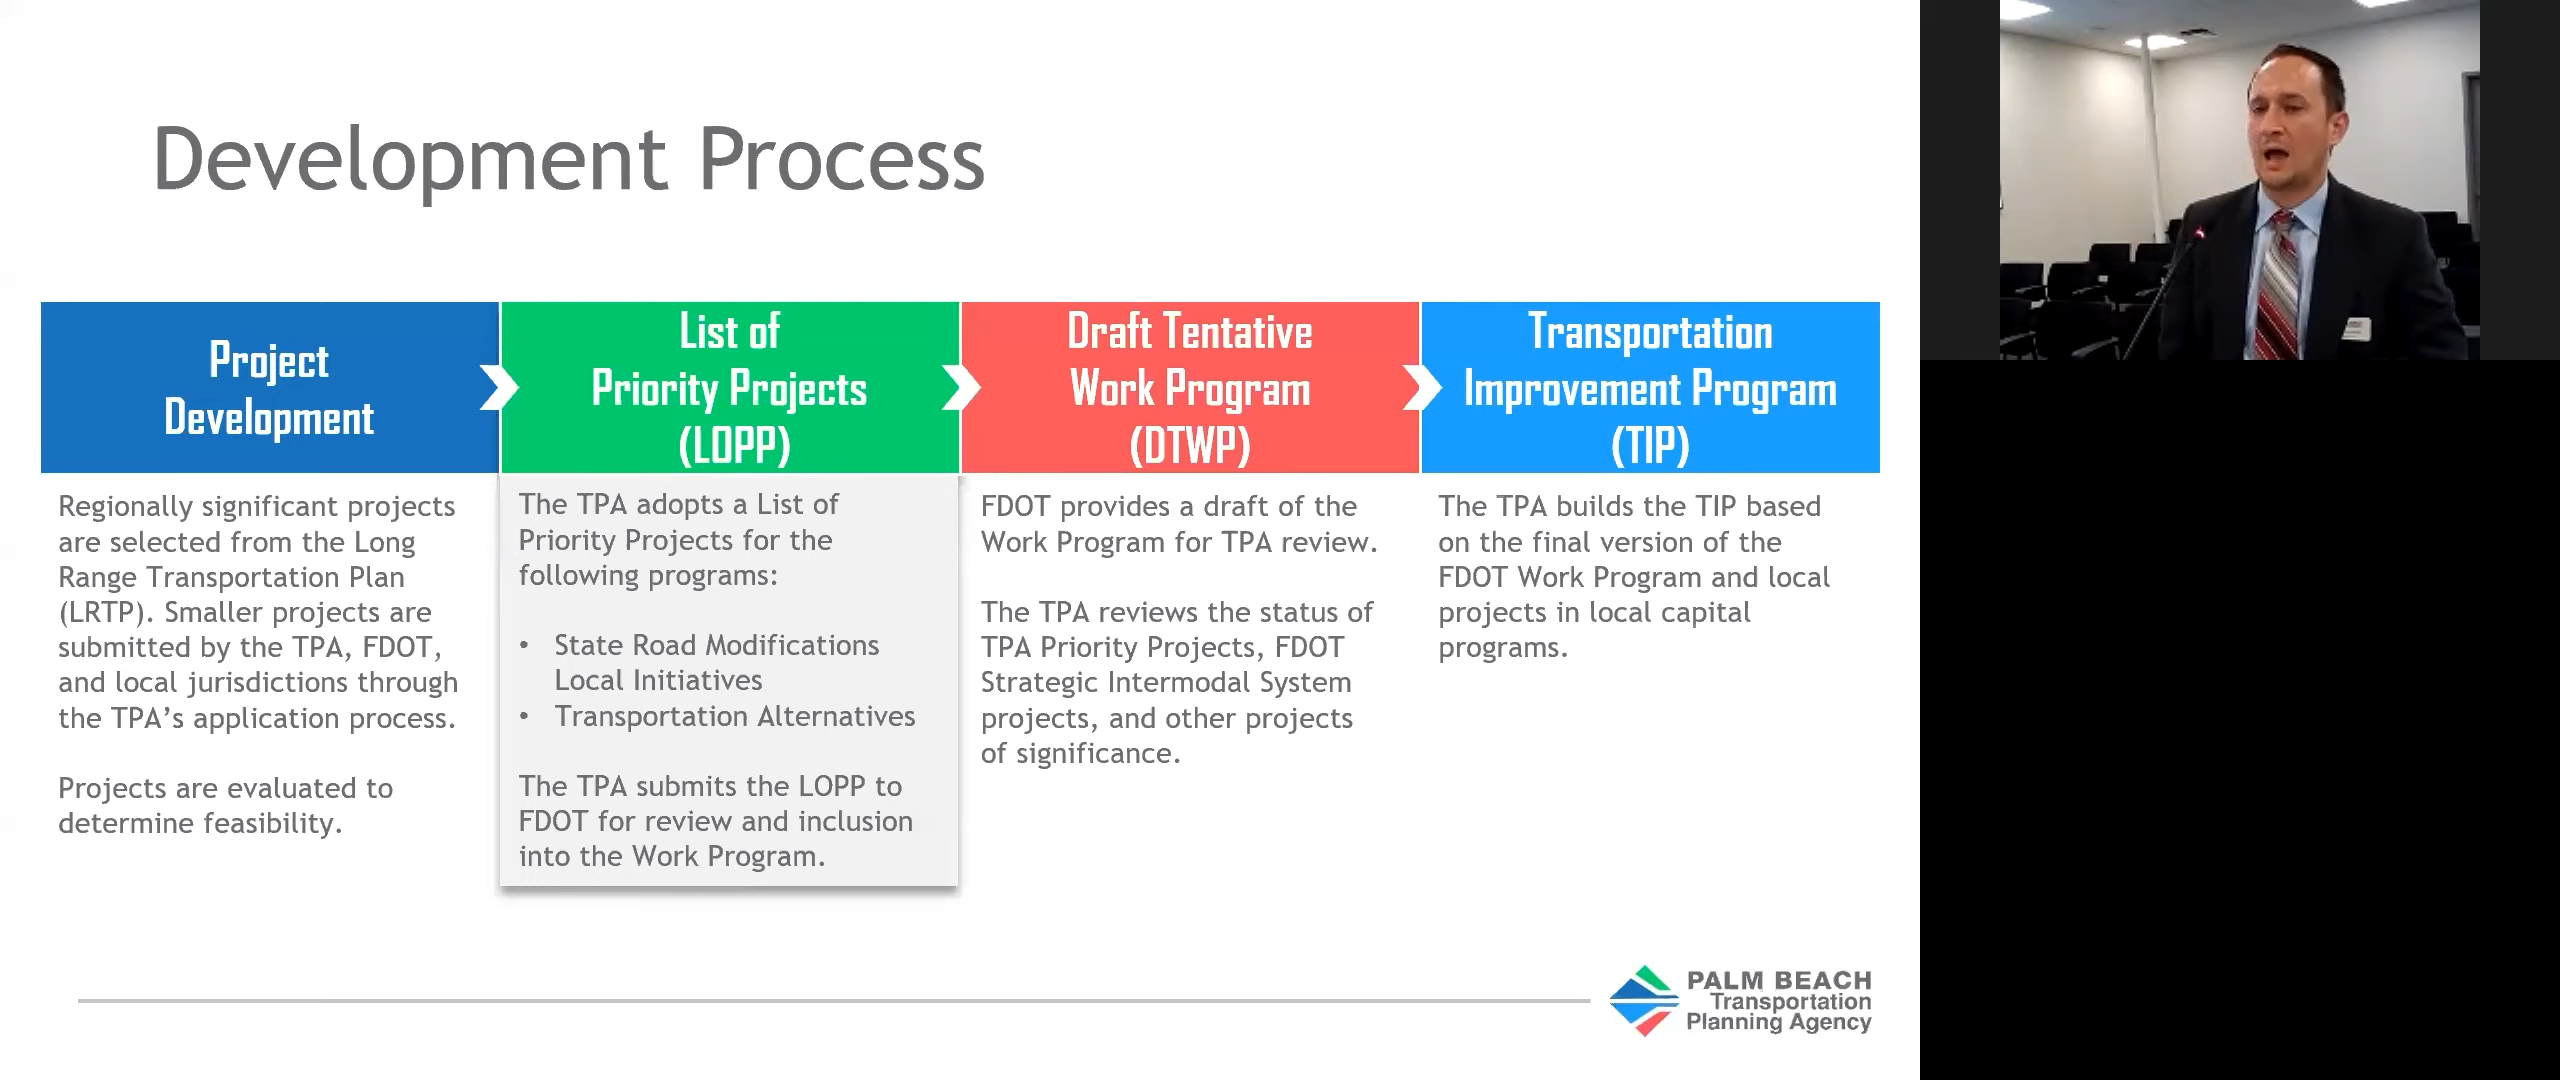 Development Process
Project
Development
List of
Priority Projects
(LOPP)
Draft Tentative
Work Program
(DTWP)
Transportation
Improvement Program
(TIP)
Regionally significant projects
are selected from the Long
Range Transportation Plan
(LRTP). Smaller projects are
submitted by the TPA, FDOT,
and local jurisdictions through
the TPA’s application process.
Projects are evaluated to
determine feasibility.
The TPA adopts a List of
Priority Projects for the
following programs:
• State Road Modifications
Local Initiatives
• Transportation Alternatives
The TPA submits the LOPP to
FDOT for review and inclusion
into the Work Program.
FDOT provides a draft of the
Work Program for TPA review.
The TPA reviews the status of
TPA Priority Projects, FDOT
Strategic Intermodal System
projects, and other projects
of significance.
The TPA builds the TIP based
on the final version of the
FDOT Work Program and local
projects in local capital
programs.
PALM BEACH
Transportation
Planning Agency